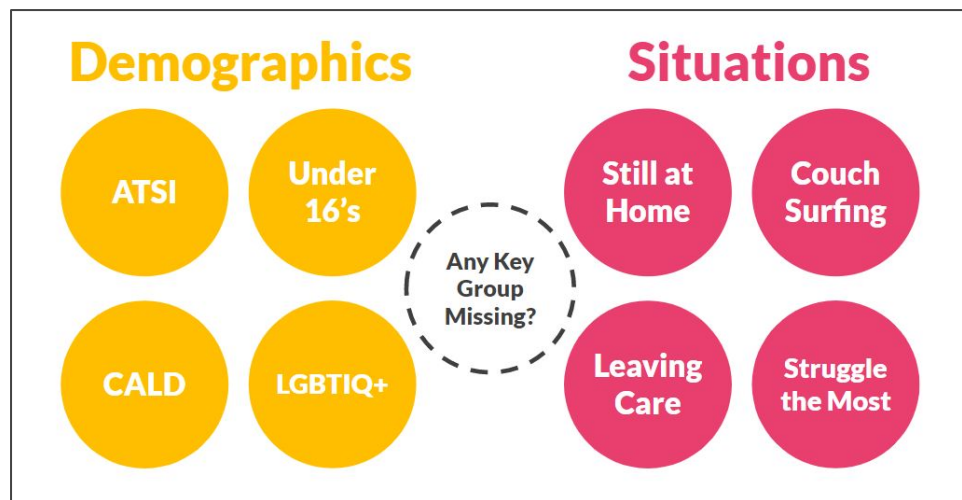 Demographics
Situations
ATSI
Under
16's
Still at
Home
Couch
Surfing
Any Key
Group
Missing?
CALD
LGBTIQ+
Leaving
Care
Struggle
the Most